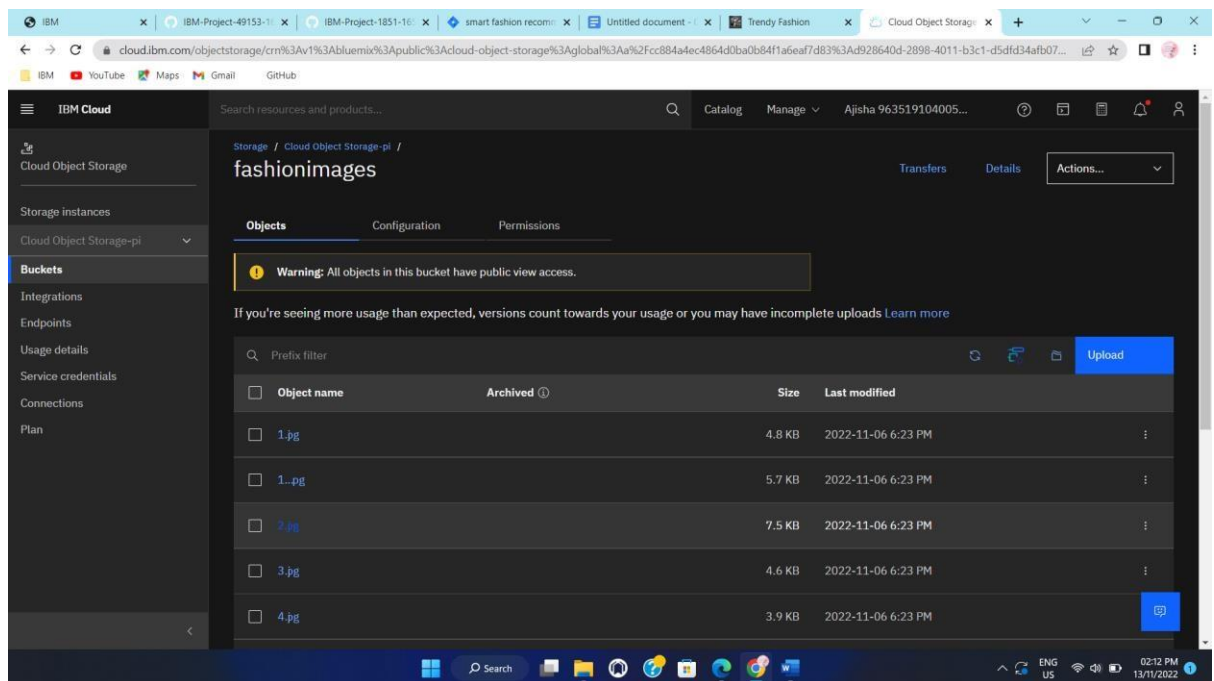 IBM
IBM-Project-49153-1
IBM-Project-1851-16
smart fashion recom
Untitled document -
Trendy Fashion
Cloud Object Storage
cloud.ibm.com/objectstorage/crn%3Av1%3Abluemix%3Apublic%3Acloud-object-storage%3Aglobal%3Aa%2Fcc884a4ec4864d0ba0b84f1a6eaf7d83%3Ad928640d-2898-4011-b3c1-d5dfd34afb07...
IBM YouTube Maps Gmail GitHub
IBM Cloud
Search resources and products...
Catalog Manage Ajisha 963519104005...
Cloud Object Storage
Storage instances
Cloud Object Storage-pi
Buckets
Integrations
Endpoints
Usage details
Service credentials
Connections
Plan
Storage / Cloud Object Storage-pi /
fashionimages
Transfers Details Actions...
Objects Configuration Permissions
Warning: All objects in this bucket have public view access.
If you're seeing more usage than expected, versions count towards your usage or you may have incomplete uploads Learn more
Prefix filter
Upload
Object name Archived Size Last modified
1.jpg 4.8 KB 2022-11-06 6:23 PM
1...pg 5.7 KB 2022-11-06 6:23 PM
2.jpg 7.5 KB 2022-11-06 6:23 PM
3.jpg 4.6 KB 2022-11-06 6:23 PM
4.jpg 3.9 KB 2022-11-06 6:23 PM
Search
ENG
US
02:12 PM
13/11/2022
1